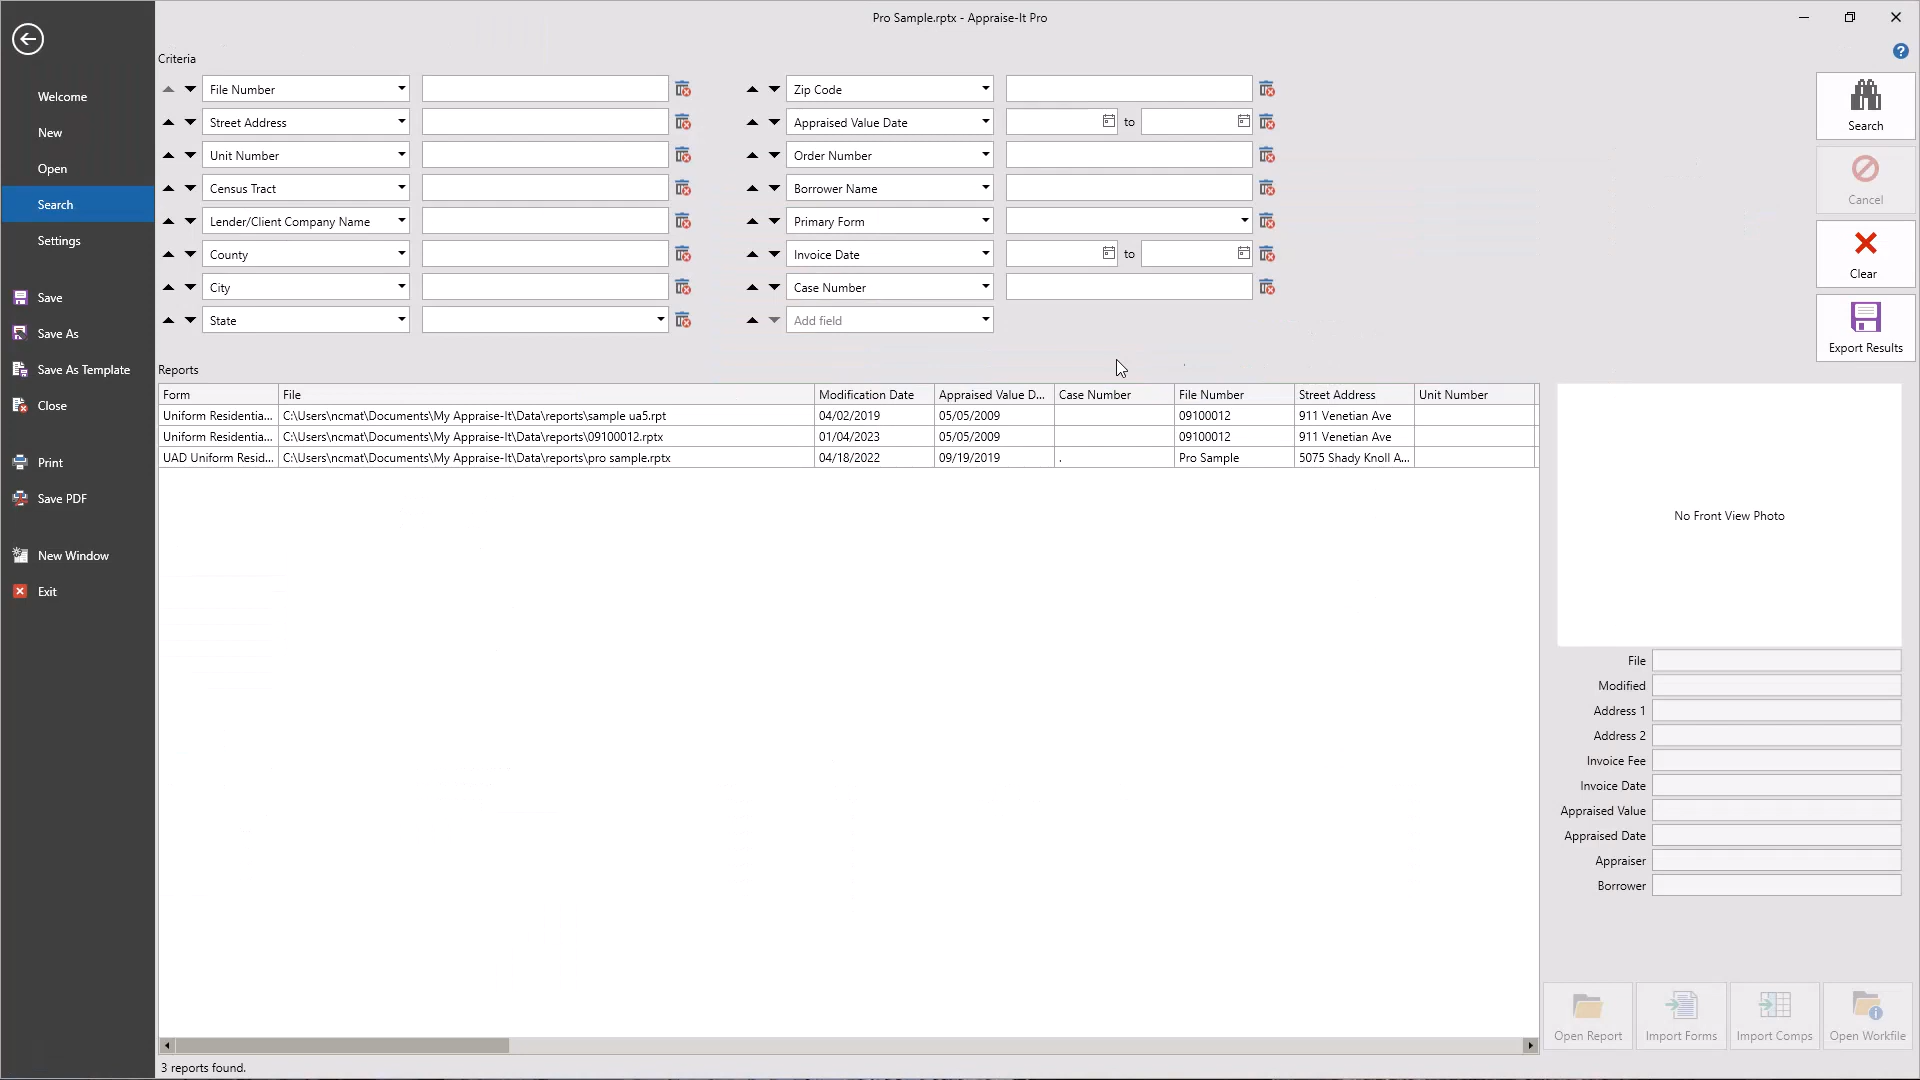 Pro Sample.rptx - Appraise-It Pro
Welcome
New
Open
Search
Settings
Save
Save As
Save As Template
Close
Print
Save PDF
New Window
Exit
Criteria
File Number
Street Address
Unit Number
Census Tract
Lender/Client Company Name
County
City
State
Zip Code
Appraised Value Date to
Order Number
Borrower Name
Primary Form
Invoice Date to
Case Number
Add field
?
Search
Cancel
Clear
Export Results
Reports
Form File Modification Date Appraised Value D... Case Number File Number Street Address Unit Number
Uniform Residentia... C:\Users\ncmat\Documents\My Appraise-It\Data\reports\sample ua5.rpt 04/02/2019 05/05/2009 09100012 911 Venetian Ave
Uniform Residentia... C:\Users\ncmat\Documents\My Appraise-It\Data\reports\09100012.rptx 01/04/2023 05/05/2009 09100012 911 Venetian Ave
UAD Uniform Resid... C:\Users\ncmat\Documents\My Appraise-It\Data\reports\pro sample.rptx 04/18/2022 09/19/2019 . Pro Sample 5075 Shady Knoll A...
No Front View Photo
File
Modified
Address 1
Address 2
Invoice Fee
Invoice Date
Appraised Value
Appraised Date
Appraiser
Borrower
Open Report
Import Forms
Import Comps
Open Workfile
3 reports found.